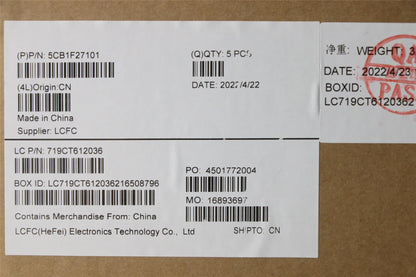 (P)P/N: 5CB1F27101
(Q)QTY: 5 PCS
(4L)Origin:CN
DATE: 2022/4/22
Made in China
Supplier: LCFC
LC P/N: 719CT612036
PO: 4501772004
BOX ID: LC719CT612036216508796
MO: 16893697
Contains Merchandise From: China
LCFC(HeFei) Electronics Technology Co., Ltd
SHIPTO: CN
净重: WEIGHT: 3
DATE: 2022/4/23
BOXID:
LC719CT6120362
QA
PASS